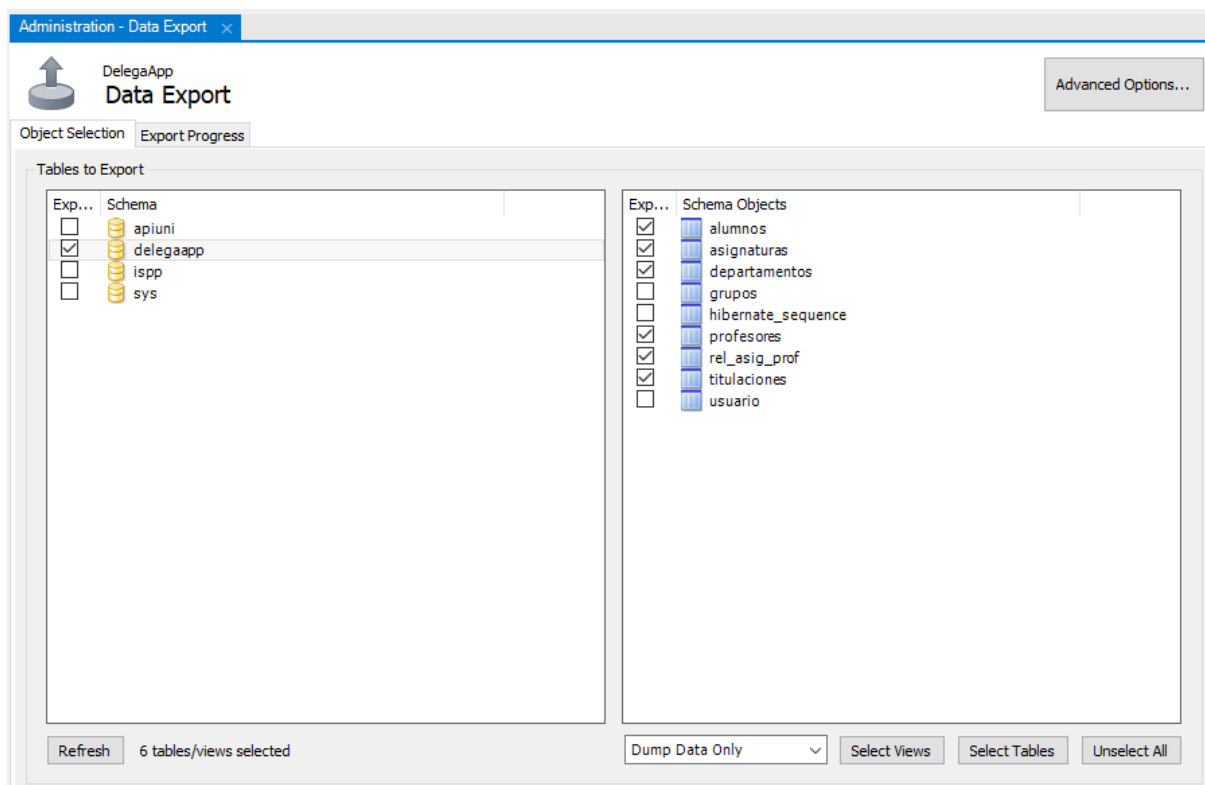 Administration - Data Export
DelegaApp
Data Export
Advanced Options...
Object Selection
Export Progress
Tables to Export
Exp... Schema
apiuni
delegaapp
ispp
sys
Exp... Schema Objects
alumnos
asignaturas
departamentos
grupos
hibernate_sequence
profesores
rel_asig_prof
titulaciones
usuario
Refresh 6 tables/views selected
Dump Data Only Select Views Select Tables Unselect All